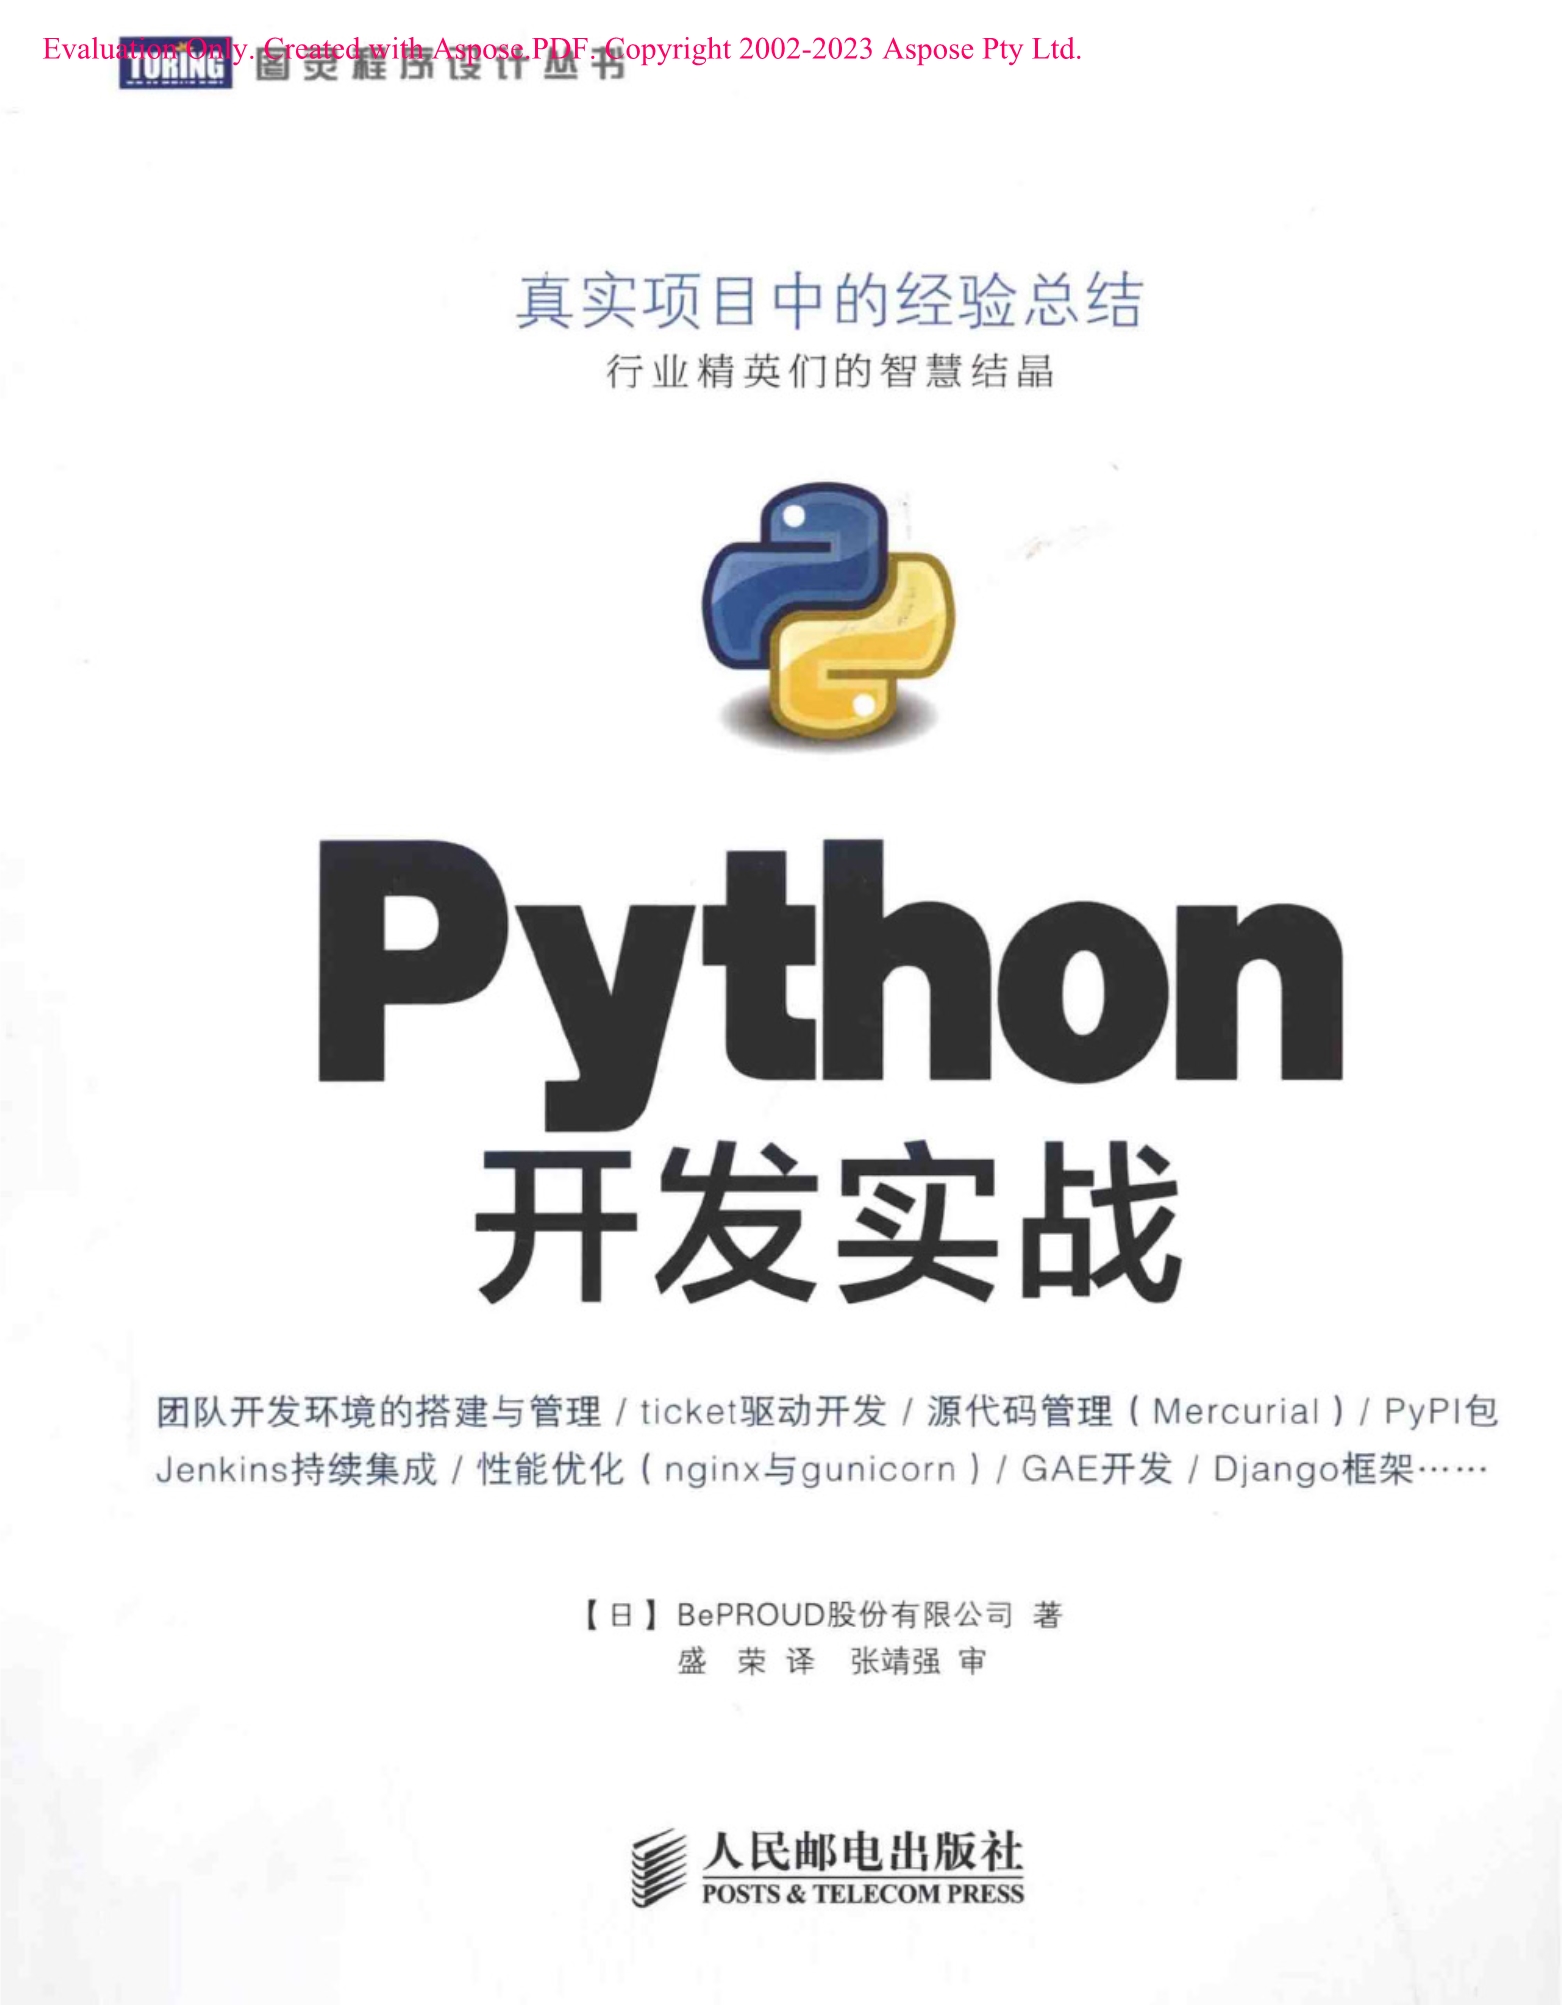 Evaluation Only. Created with Aspose.PDF. Copyright 2002-2023 Aspose Pty Ltd.
TURING 图灵程序设计丛书
真实项目中的经验总结
行业精英们的智慧结晶
Python
开发实战
团队开发环境的搭建与管理 / ticket驱动开发 / 源代码管理（Mercurial）/ PyPI包
Jenkins持续集成 / 性能优化（nginx与gunicorn）/ GAE开发 / Django框架……
【日】BePROUD股份有限公司 著
盛 荣 译 张靖强 审
人民邮电出版社
POSTS & TELECOM PRESS